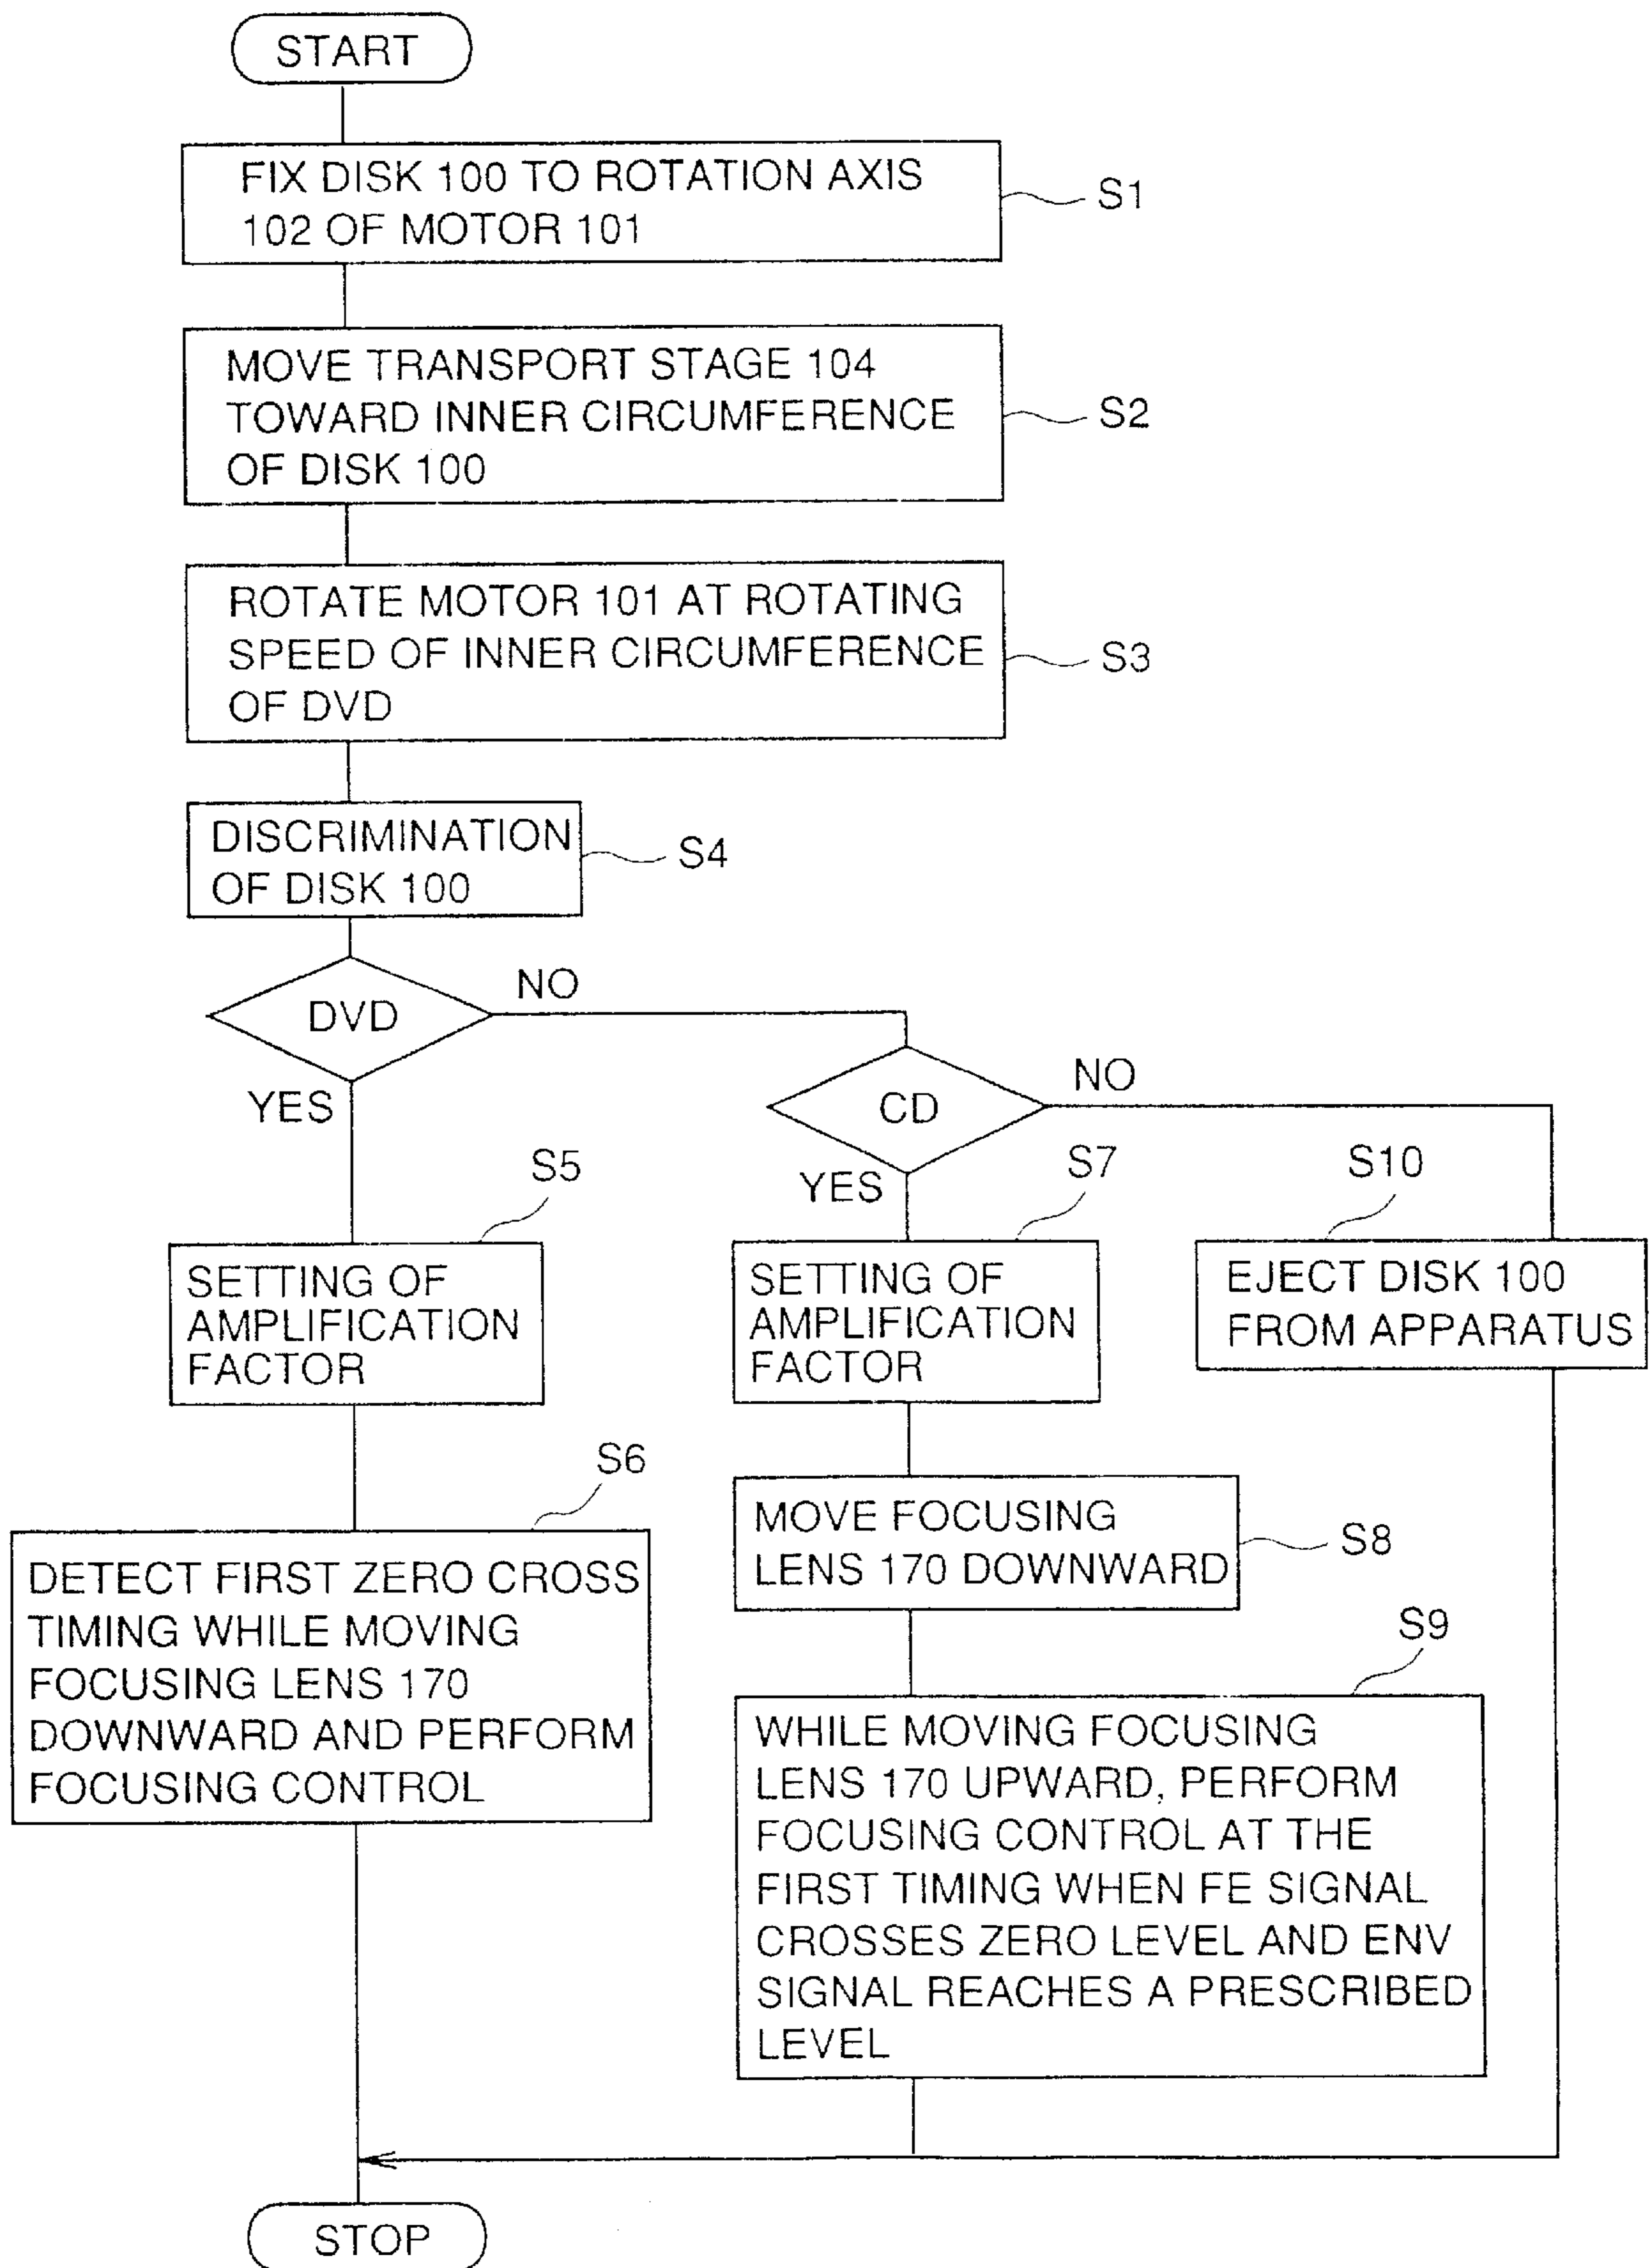 START
FIX DISK 100 TO ROTATION AXIS
102 OF MOTOR 101
S1
MOVE TRANSPORT STAGE 104
TOWARD INNER CIRCUMFERENCE
OF DISK 100
S2
ROTATE MOTOR 101 AT ROTATING
SPEED OF INNER CIRCUMFERENCE
OF DVD
S3
DISCRIMINATION
OF DISK 100
S4
DVD
NO
YES
CD
NO
YES
S5
SETTING OF
AMPLIFICATION
FACTOR
S6
DETECT FIRST ZERO CROSS
TIMING WHILE MOVING
FOCUSING LENS 170
DOWNWARD AND PERFORM
FOCUSING CONTROL
S7
SETTING OF
AMPLIFICATION
FACTOR
MOVE FOCUSING
LENS 170 DOWNWARD
S8
S9
WHILE MOVING FOCUSING
LENS 170 UPWARD, PERFORM
FOCUSING CONTROL AT THE
FIRST TIMING WHEN FE SIGNAL
CROSSES ZERO LEVEL AND ENV
SIGNAL REACHES A PRESCRIBED
LEVEL
S10
EJECT DISK 100
FROM APPARATUS
STOP